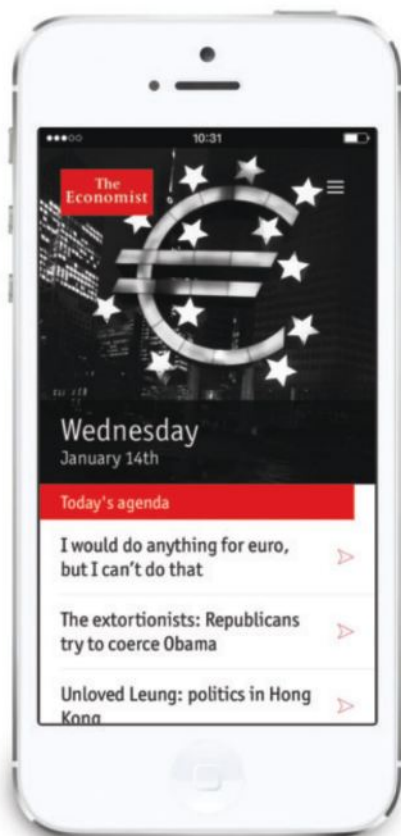 10:31
The
Economist
Wednesday
January 14th
Today's agenda
I would do anything for euro,
but I can't do that
The extortionists: Republicans
try to coerce Obama
Unloved Leung: politics in Hong
Kong